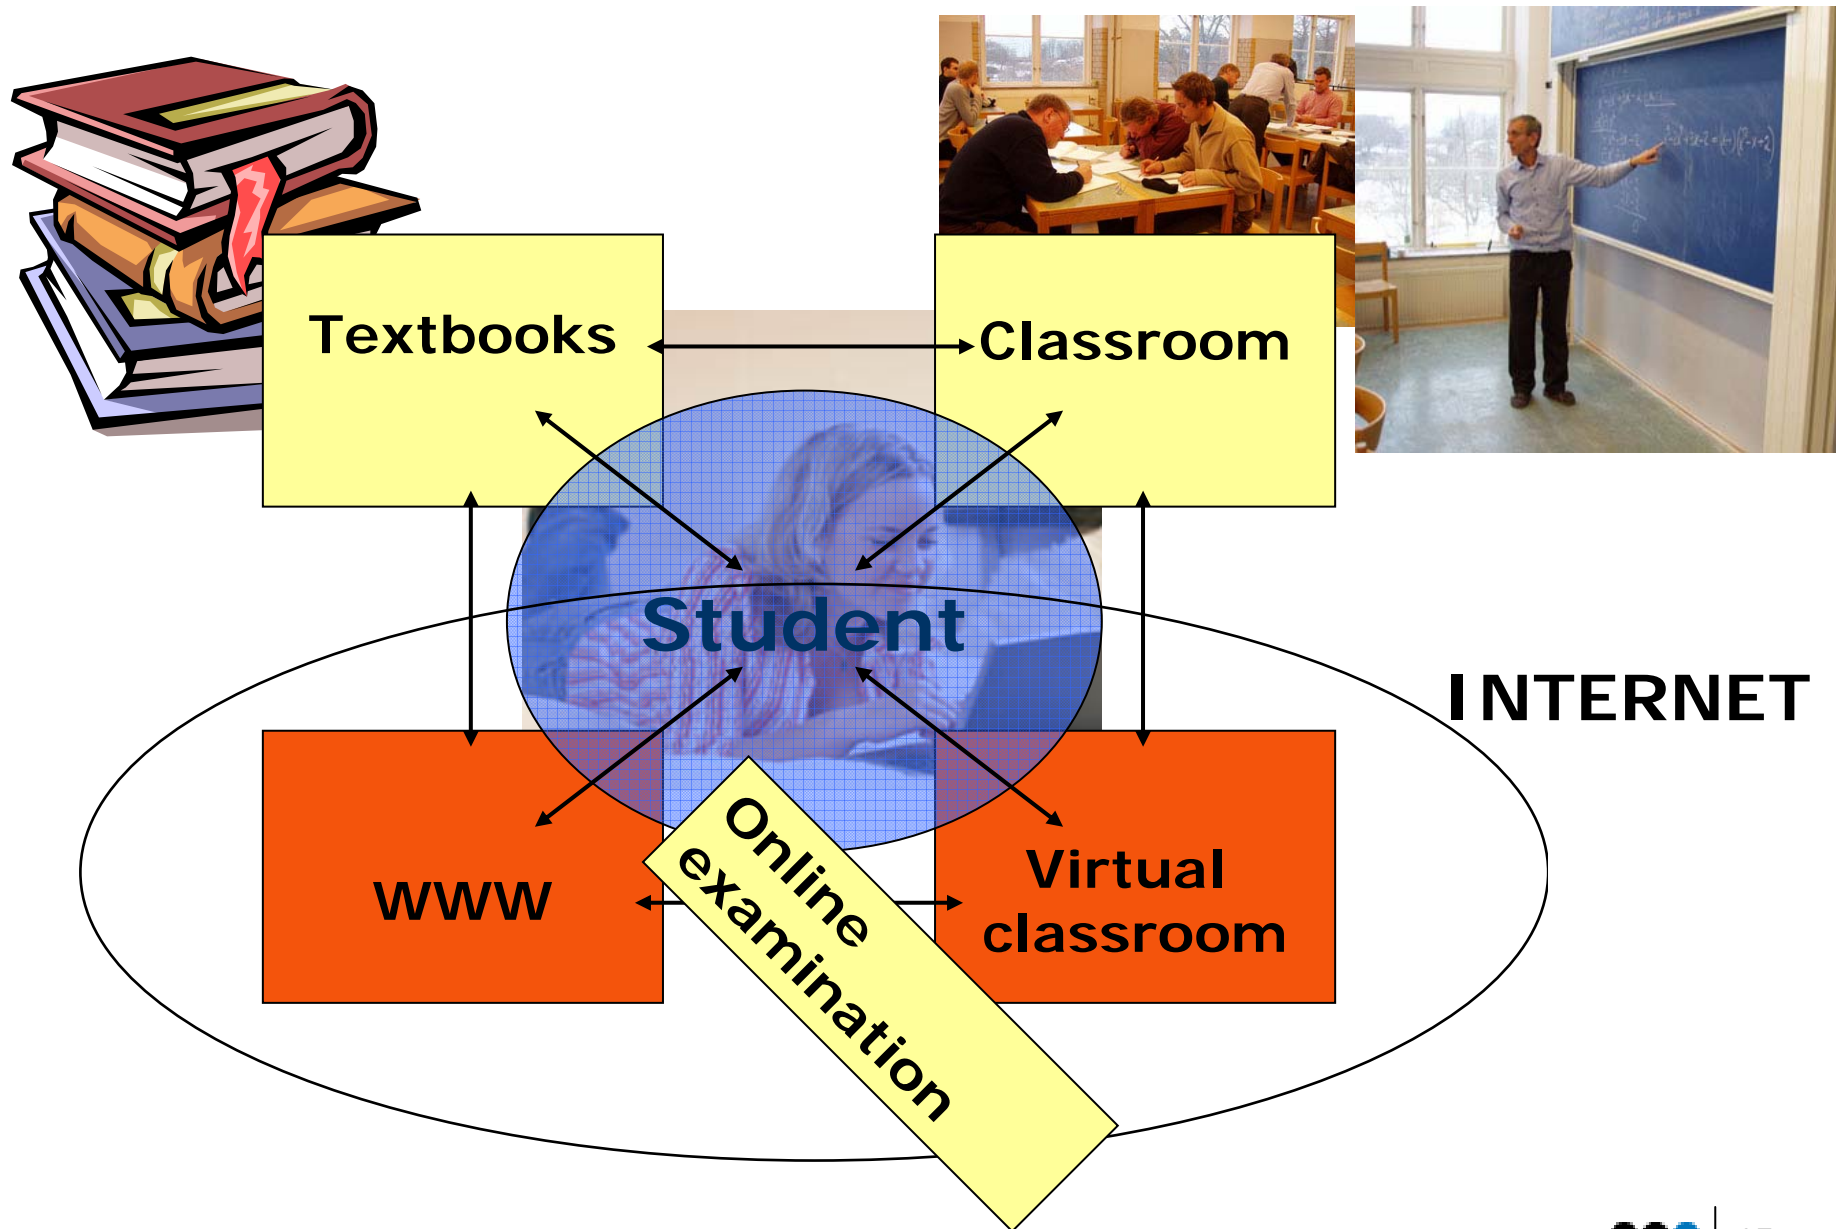 Textbooks
Classroom
Student
INTERNET
WWW
Virtual
classroom
Online
examination